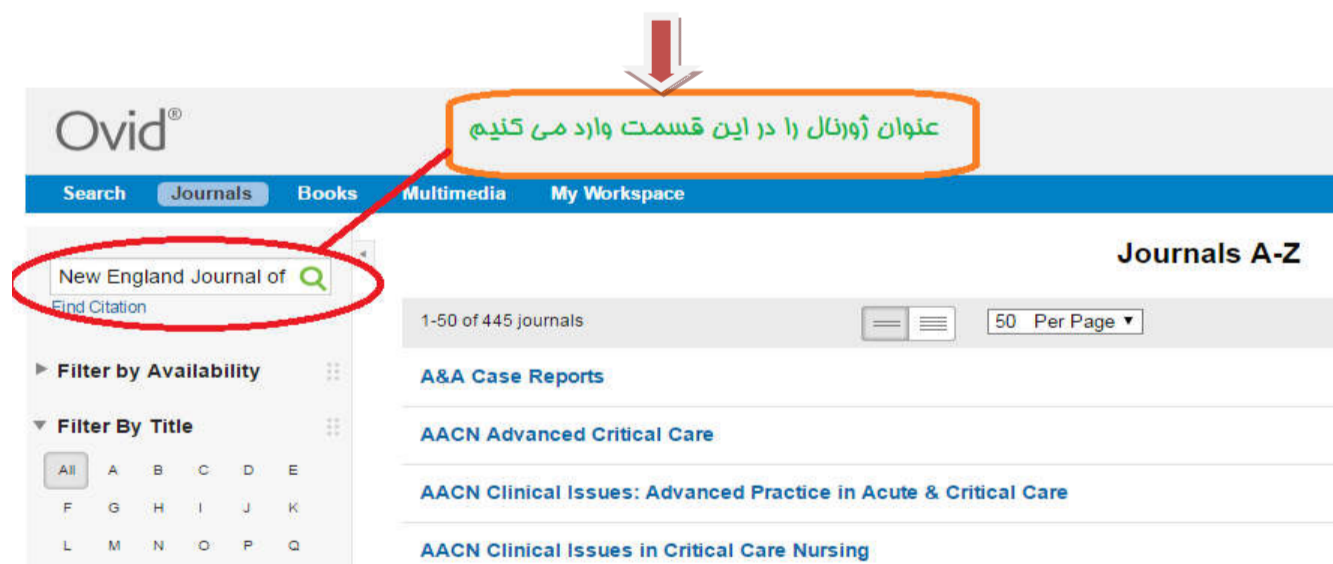 Ovid®
عنوان ژورنال را در این قسمت وارد می کنیم
Search Journals Books Multimedia My Workspace
Journals A-Z
New England Journal of
Find Citation
1-50 of 445 journals 50 Per Page
Filter by Availability
A&A Case Reports
Filter By Title
AACN Advanced Critical Care
All A B C D E
AACN Clinical Issues: Advanced Practice in Acute & Critical Care
F G H I J K
L M N O P Q
AACN Clinical Issues in Critical Care Nursing